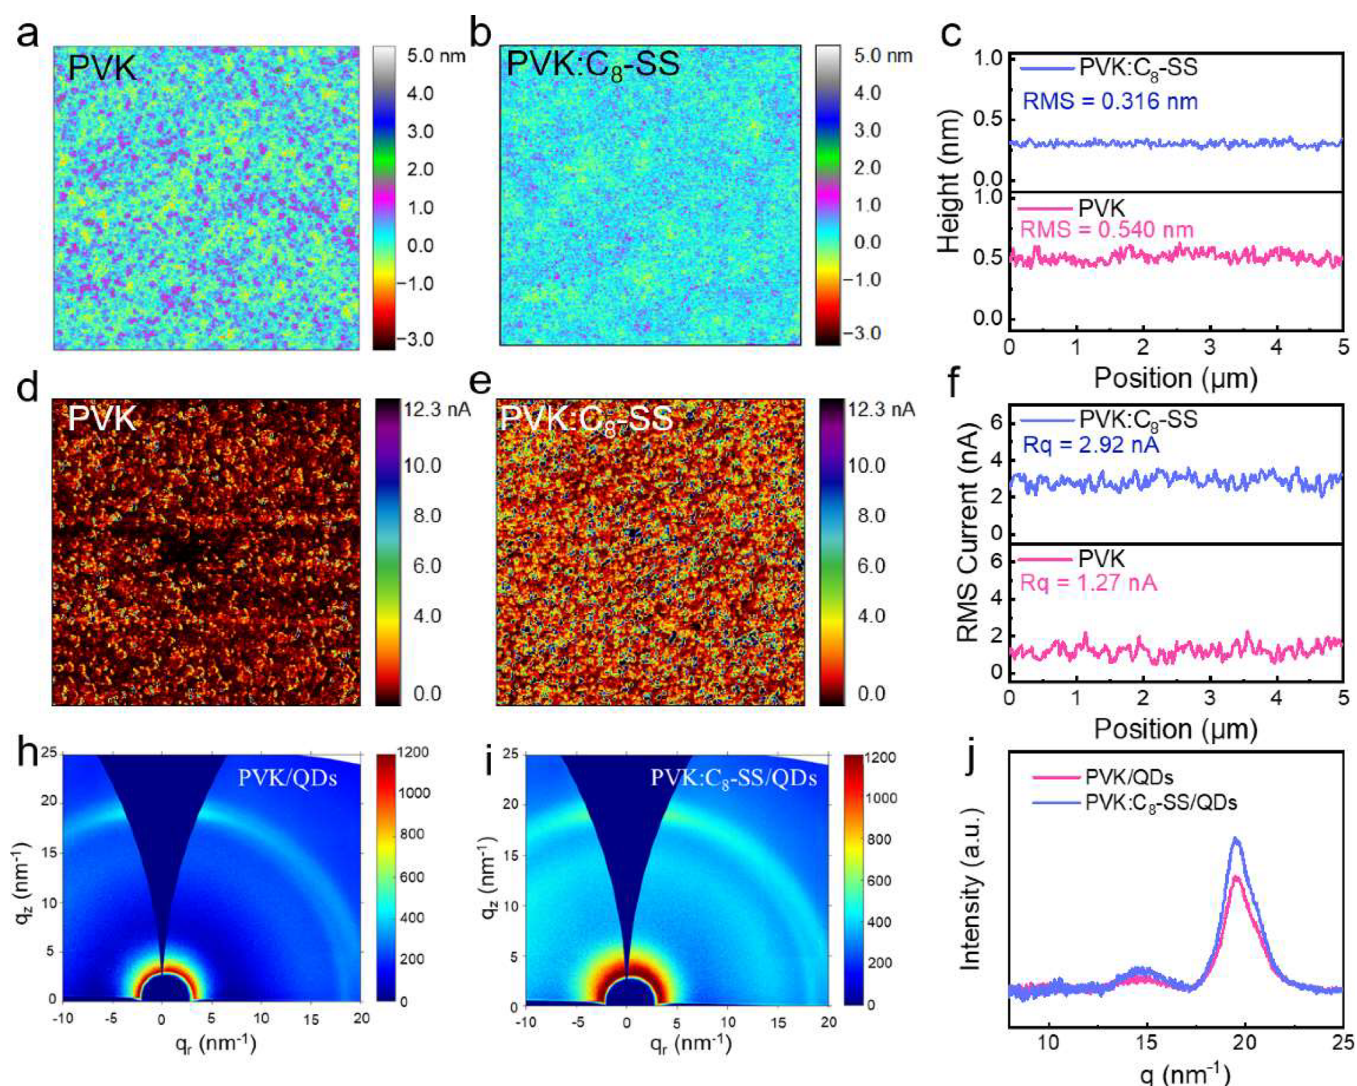 a
PVK
5.0 nm
4.0
3.0
2.0
1.0
0.0
−1.0
−3.0
b
PVK:C₈-SS
5.0 nm
4.0
3.0
2.0
1.0
0.0
−1.0
−3.0
c
PVK:C₈-SS
RMS = 0.316 nm
PVK
RMS = 0.540 nm
1.0
0.5
0.0
1.0
0.5
0.0
Height (nm)
0 1 2 3 4 5
Position (μm)
d
PVK
12.3 nA
10.0
8.0
6.0
4.0
0.0
e
PVK:C₈-SS
12.3 nA
10.0
8.0
6.0
4.0
0.0
f
PVK:C₈-SS
Rq = 2.92 nA
PVK
Rq = 1.27 nA
6
4
2
0
6
4
2
0
RMS Current (nA)
0 1 2 3 4 5
Position (μm)
h
PVK/QDs
25
20
15
10
5
0
q_z (nm⁻¹)
-10 -5 0 5 10 15 20
q_r (nm⁻¹)
1200
1000
800
600
400
200
0
i
PVK:C₈-SS/QDs
25
20
15
10
5
0
q_z (nm⁻¹)
-10 -5 0 5 10 15 20
q_r (nm⁻¹)
1200
1000
800
600
400
200
0
j
PVK/QDs
PVK:C₈-SS/QDs
Intensity (a.u.)
10 15 20 25
q (nm⁻¹)